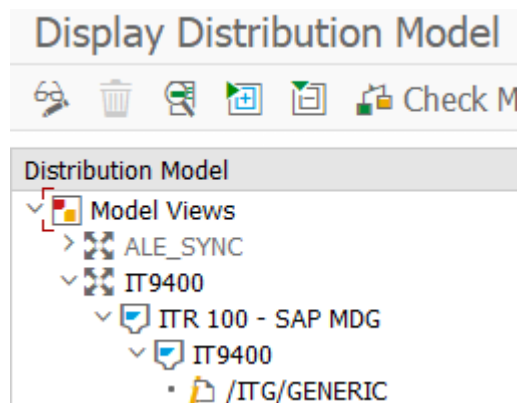 Display Distribution Model
Check M
Distribution Model
Model Views
ALE_SYNC
IT9400
ITR 100 - SAP MDG
IT9400
/ITG/GENERIC